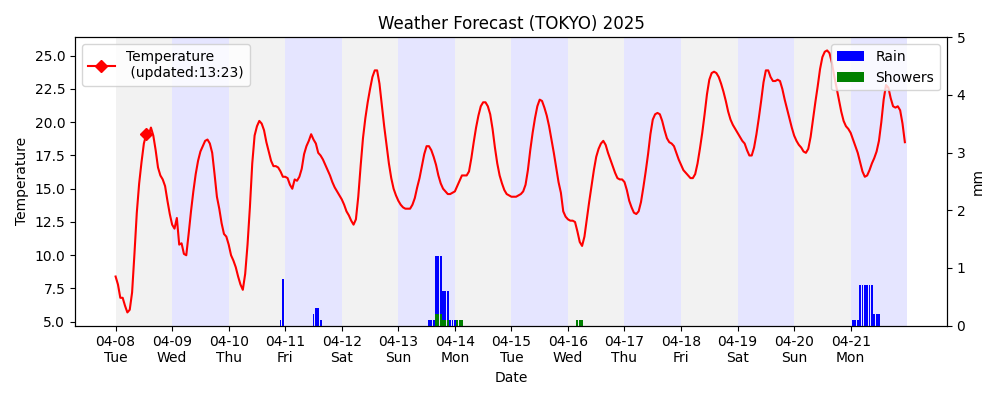 Weather Forecast (TOKYO) 2025
Temperature
(updated:13:23)
Rain
Showers
Temperature
25.0
22.5
20.0
17.5
15.0
12.5
10.0
7.5
5.0
5
4
3
2
1
0
mm
04-08 04-09 04-10 04-11 04-12 04-13 04-14 04-15 04-16 04-17 04-18 04-19 04-20 04-21
Tue Wed Thu Fri Sat Sun Mon Tue Wed Thu Fri Sat Sun Mon
Date